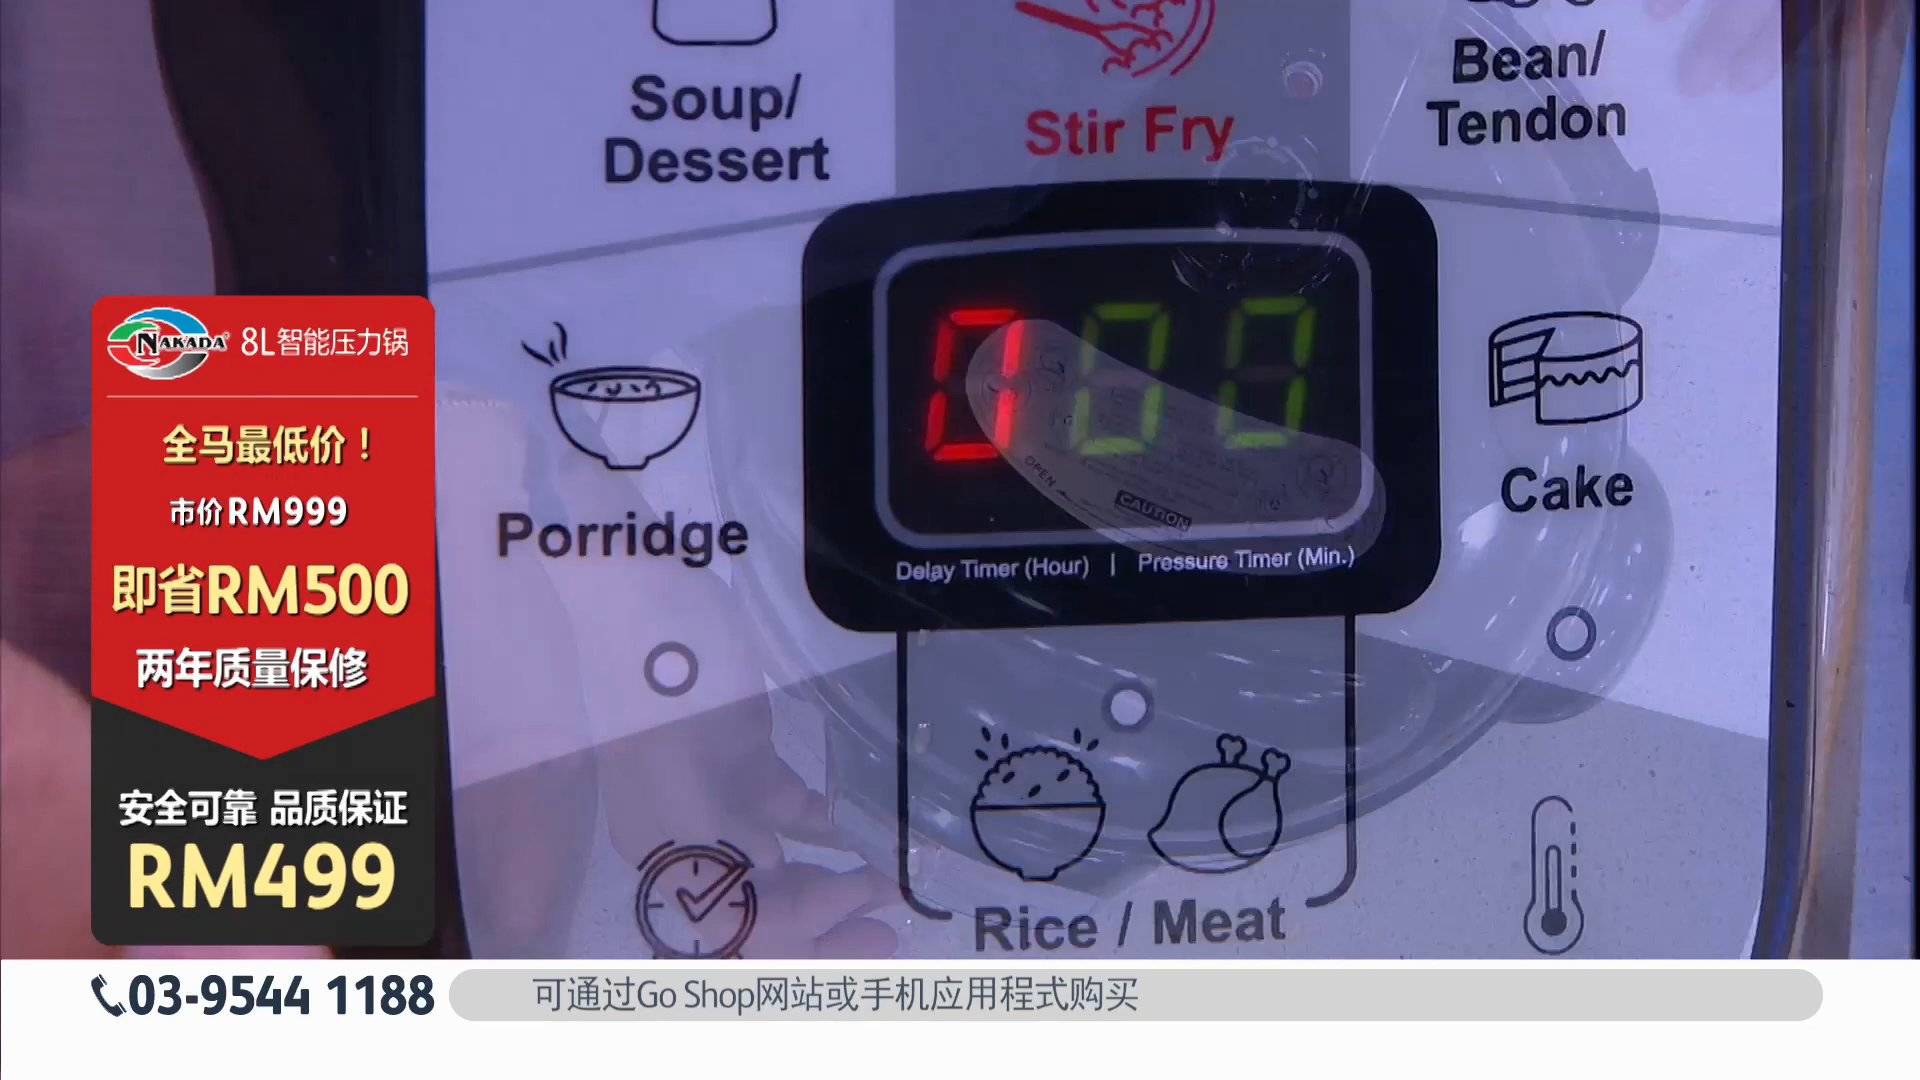 Soup/
Dessert
Stir Fry
Bean/
Tendon
000
OPEN
CAUTION
Delay Timer (Hour) | Pressure Timer (Min.)
Porridge
Cake
Rice / Meat
NAKADA 8L智能压力锅
全马最低价！
市价RM999
即省RM500
两年质量保修
安全可靠 品质保证
RM499
03-9544 1188
可通过Go Shop网站或手机应用程式购买